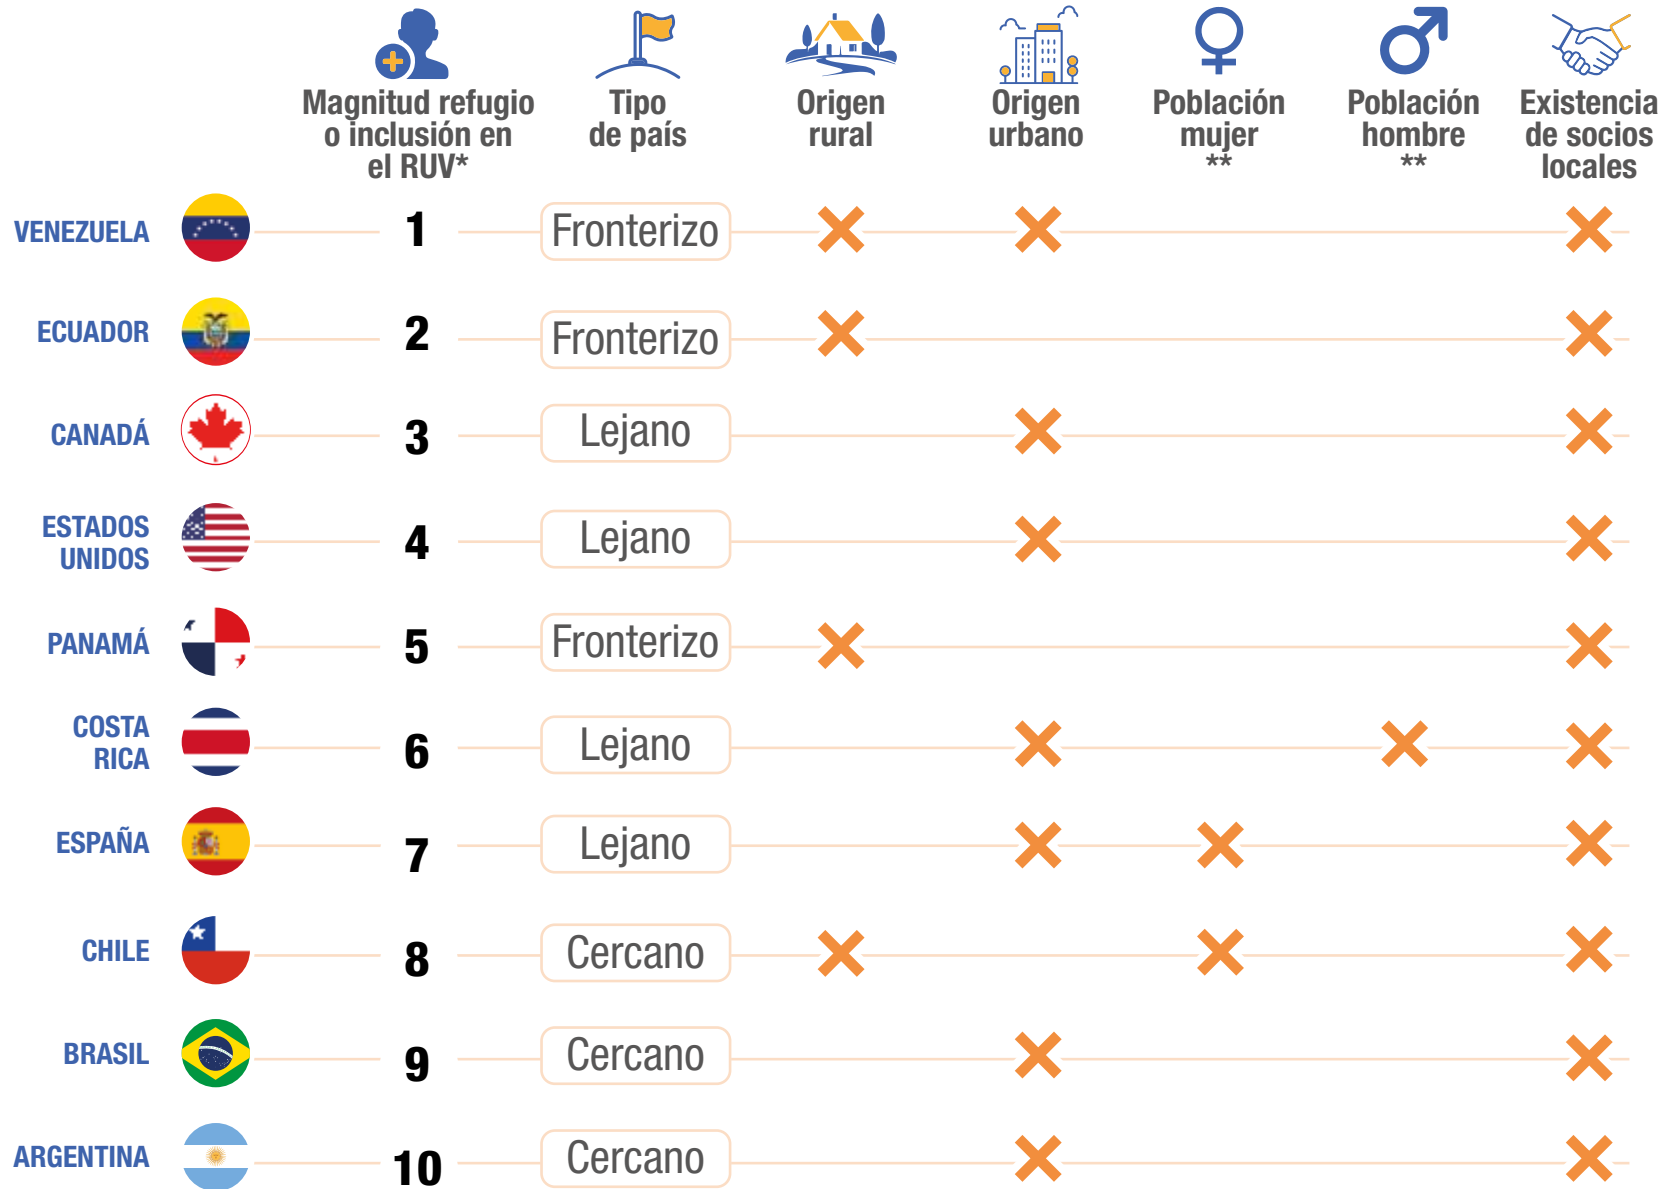 Magnitud refugio
o inclusión en
el RUV*
Tipo
de país
Origen
rural
Origen
urbano
Población
mujer
**
Población
hombre
**
Existencia
de socios
locales
VENEZUELA 1 Fronterizo
ECUADOR 2 Fronterizo
CANADÁ 3 Lejano
ESTADOS
UNIDOS 4 Lejano
PANAMÁ 5 Fronterizo
COSTA
RICA 6 Lejano
ESPAÑA 7 Lejano
CHILE 8 Cercano
BRASIL 9 Cercano
ARGENTINA 10 Cercano